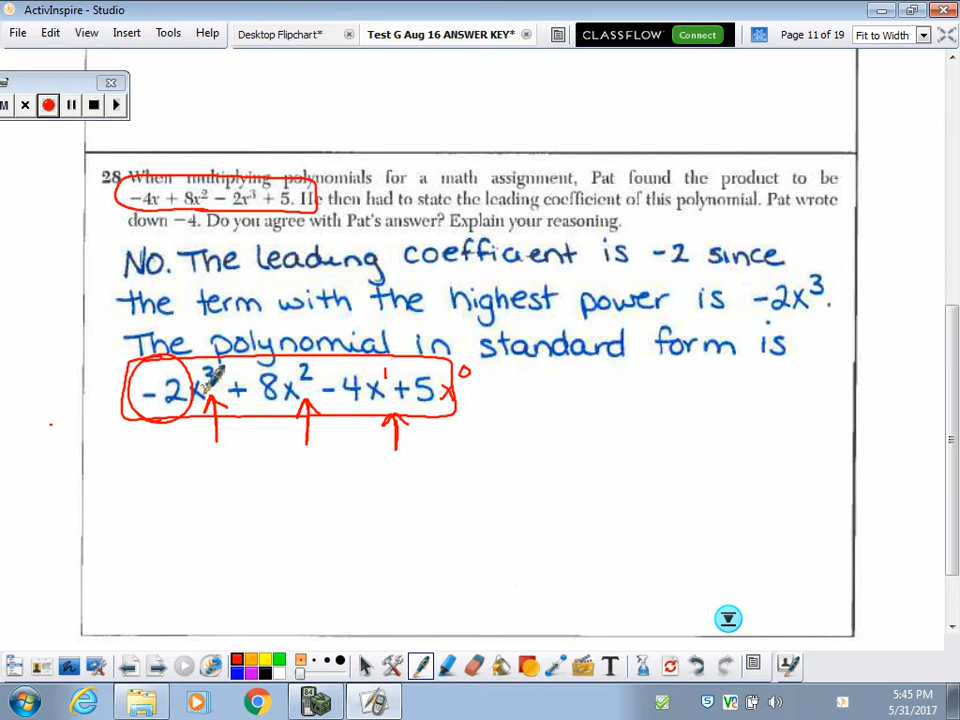 ActivInspire - Studio
File Edit View Insert Tools Help
Desktop Flipchart*
Test G Aug 16 ANSWER KEY*
CLASSFLOW Connect
Page 11 of 19
Fit to Width
M
28 When multiplying polynomials for a math assignment, Pat found the product to be
−4x + 8x² − 2x³ + 5. He then had to state the leading coefficient of this polynomial. Pat wrote
down −4. Do you agree with Pat's answer? Explain your reasoning.
No. The leading coefficient is -2 since
the term with the highest power is -2x³.
The polynomial in standard form is
-2x³ + 8x² - 4x¹ + 5x⁰
T
5:45 PM
5/31/2017